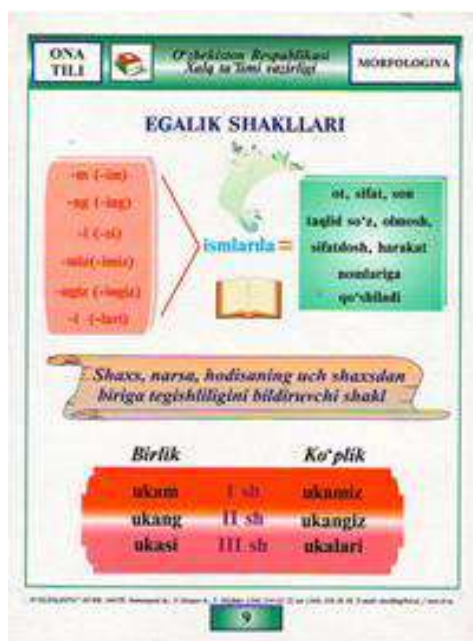 ONA
TILI
O'zbekiston Respublikasi
Xalq ta'limi vazirligi
MORFOLOGIYA
EGALIK SHAKLLARI
-m (-im)
-ng (-ing)
-i (-si)
-miz(-imiz)
-ngiz (-ingiz)
-i (-lari)
ismlarda =
ot, sifat, son
taqlid so'z, olmosh,
sifatdosh, harakat
nomlariga
qo'shiladi
Shaxs, narsa, hodisaning uch shaxsdan
biriga tegishliligini bildiruvchi shakl
Birlik Ko'plik
ukam I sh ukamiz
ukang II sh ukangiz
ukasi III sh ukalari
9